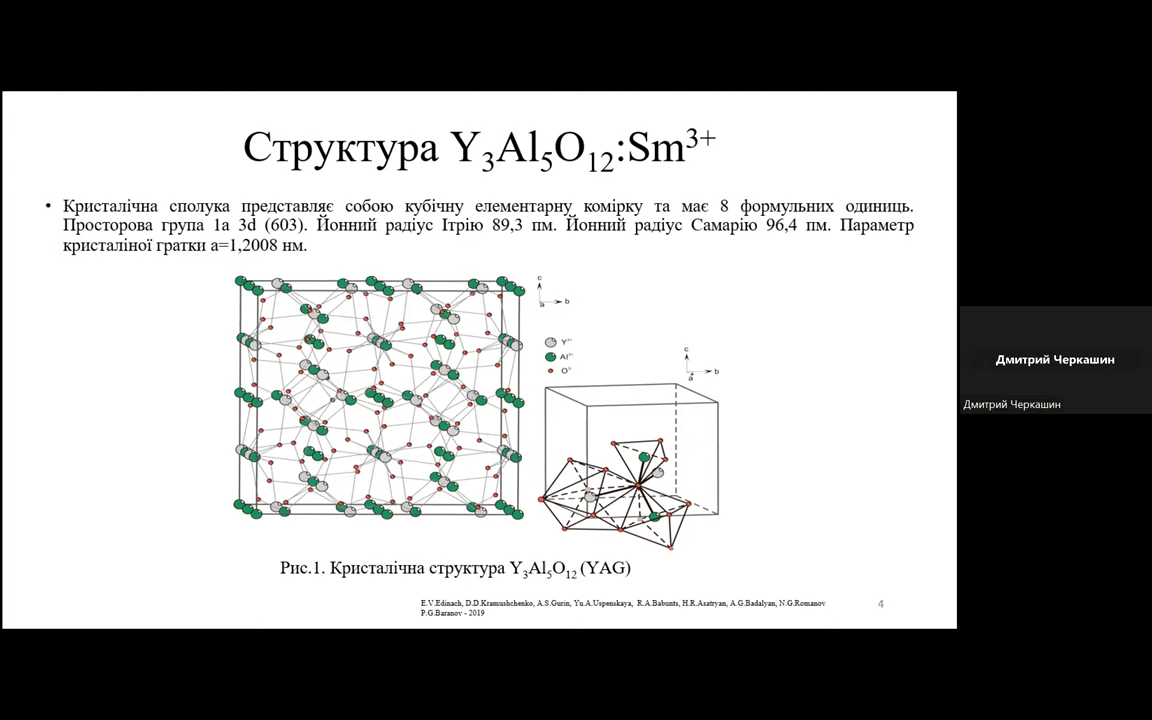 Структура Y₃Al₅O₁₂:Sm³⁺
• Кристалічна сполука представляє собою кубічну елементарну комірку та має 8 формульних одиниць.
Просторова група 1a 3d (603). Йонний радіус Ітрію 89,3 пм. Йонний радіус Самарію 96,4 пм. Параметр
кристаліної гратки a=1,2008 нм.
c
a b
Y³⁺
Al³⁺
O²⁻
c
a b
Рис.1. Кристалічна структура Y₃Al₅O₁₂ (YAG)
E.V.Edinach, D.D.Kramushchenko, A.S.Gurin, Yu.A.Uspenskaya, R.A.Babunts, H.R.Asatryan, A.G.Badalyan, N.G.Romanov
P.G.Baranov - 2019
4
Дмитрий Черкашин
Дмитрий Черкашин